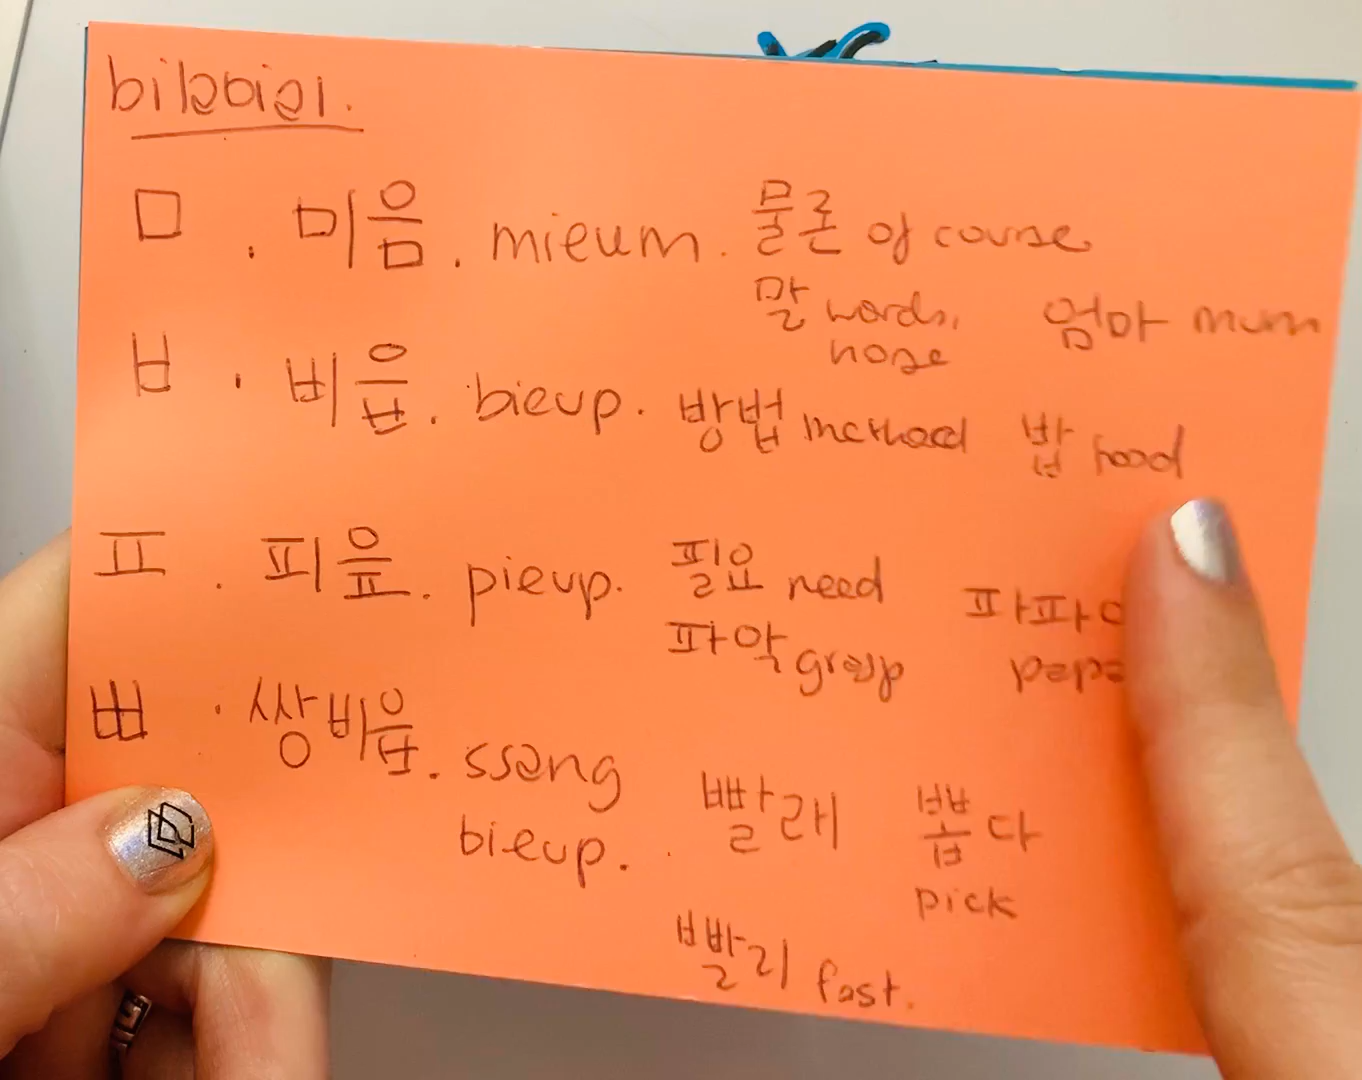 bilabial.
ㅁ . 미음. mieum. 물론 of course
말 words, horse 엄마 mum
ㅂ . 비읍. bieup. 방법 method 밥 food
ㅍ . 피읖. pieup. 필요 need
파악 grasp
ㅃ . 쌍비읍. ssang bieup. 빨래 뽑다 pick
빨리 fast.